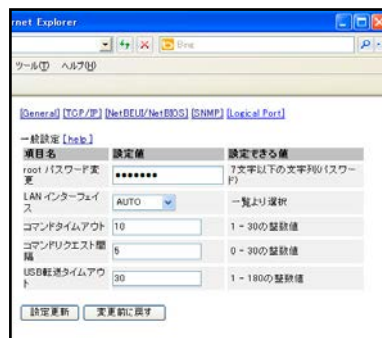 rnet Explorer
Bing
ツール(T) ヘルプ(H)
[General] [TCP/IP] [NetBEUI/NetBIOS] [SNMP] [Logical Port]
一般設定 [help]
項目名 設定値 設定できる値
root パスワード変更 ●●●●●●● 7文字以下の文字列(パスワード)
LAN インターフェイス AUTO 一覧より選択
コマンドタイムアウト 10 1 - 30の整数値
コマンドリクエスト間隔 5 0 - 30の整数値
USB転送タイムアウト 30 1 - 180の整数値
設定更新 変更前に戻す